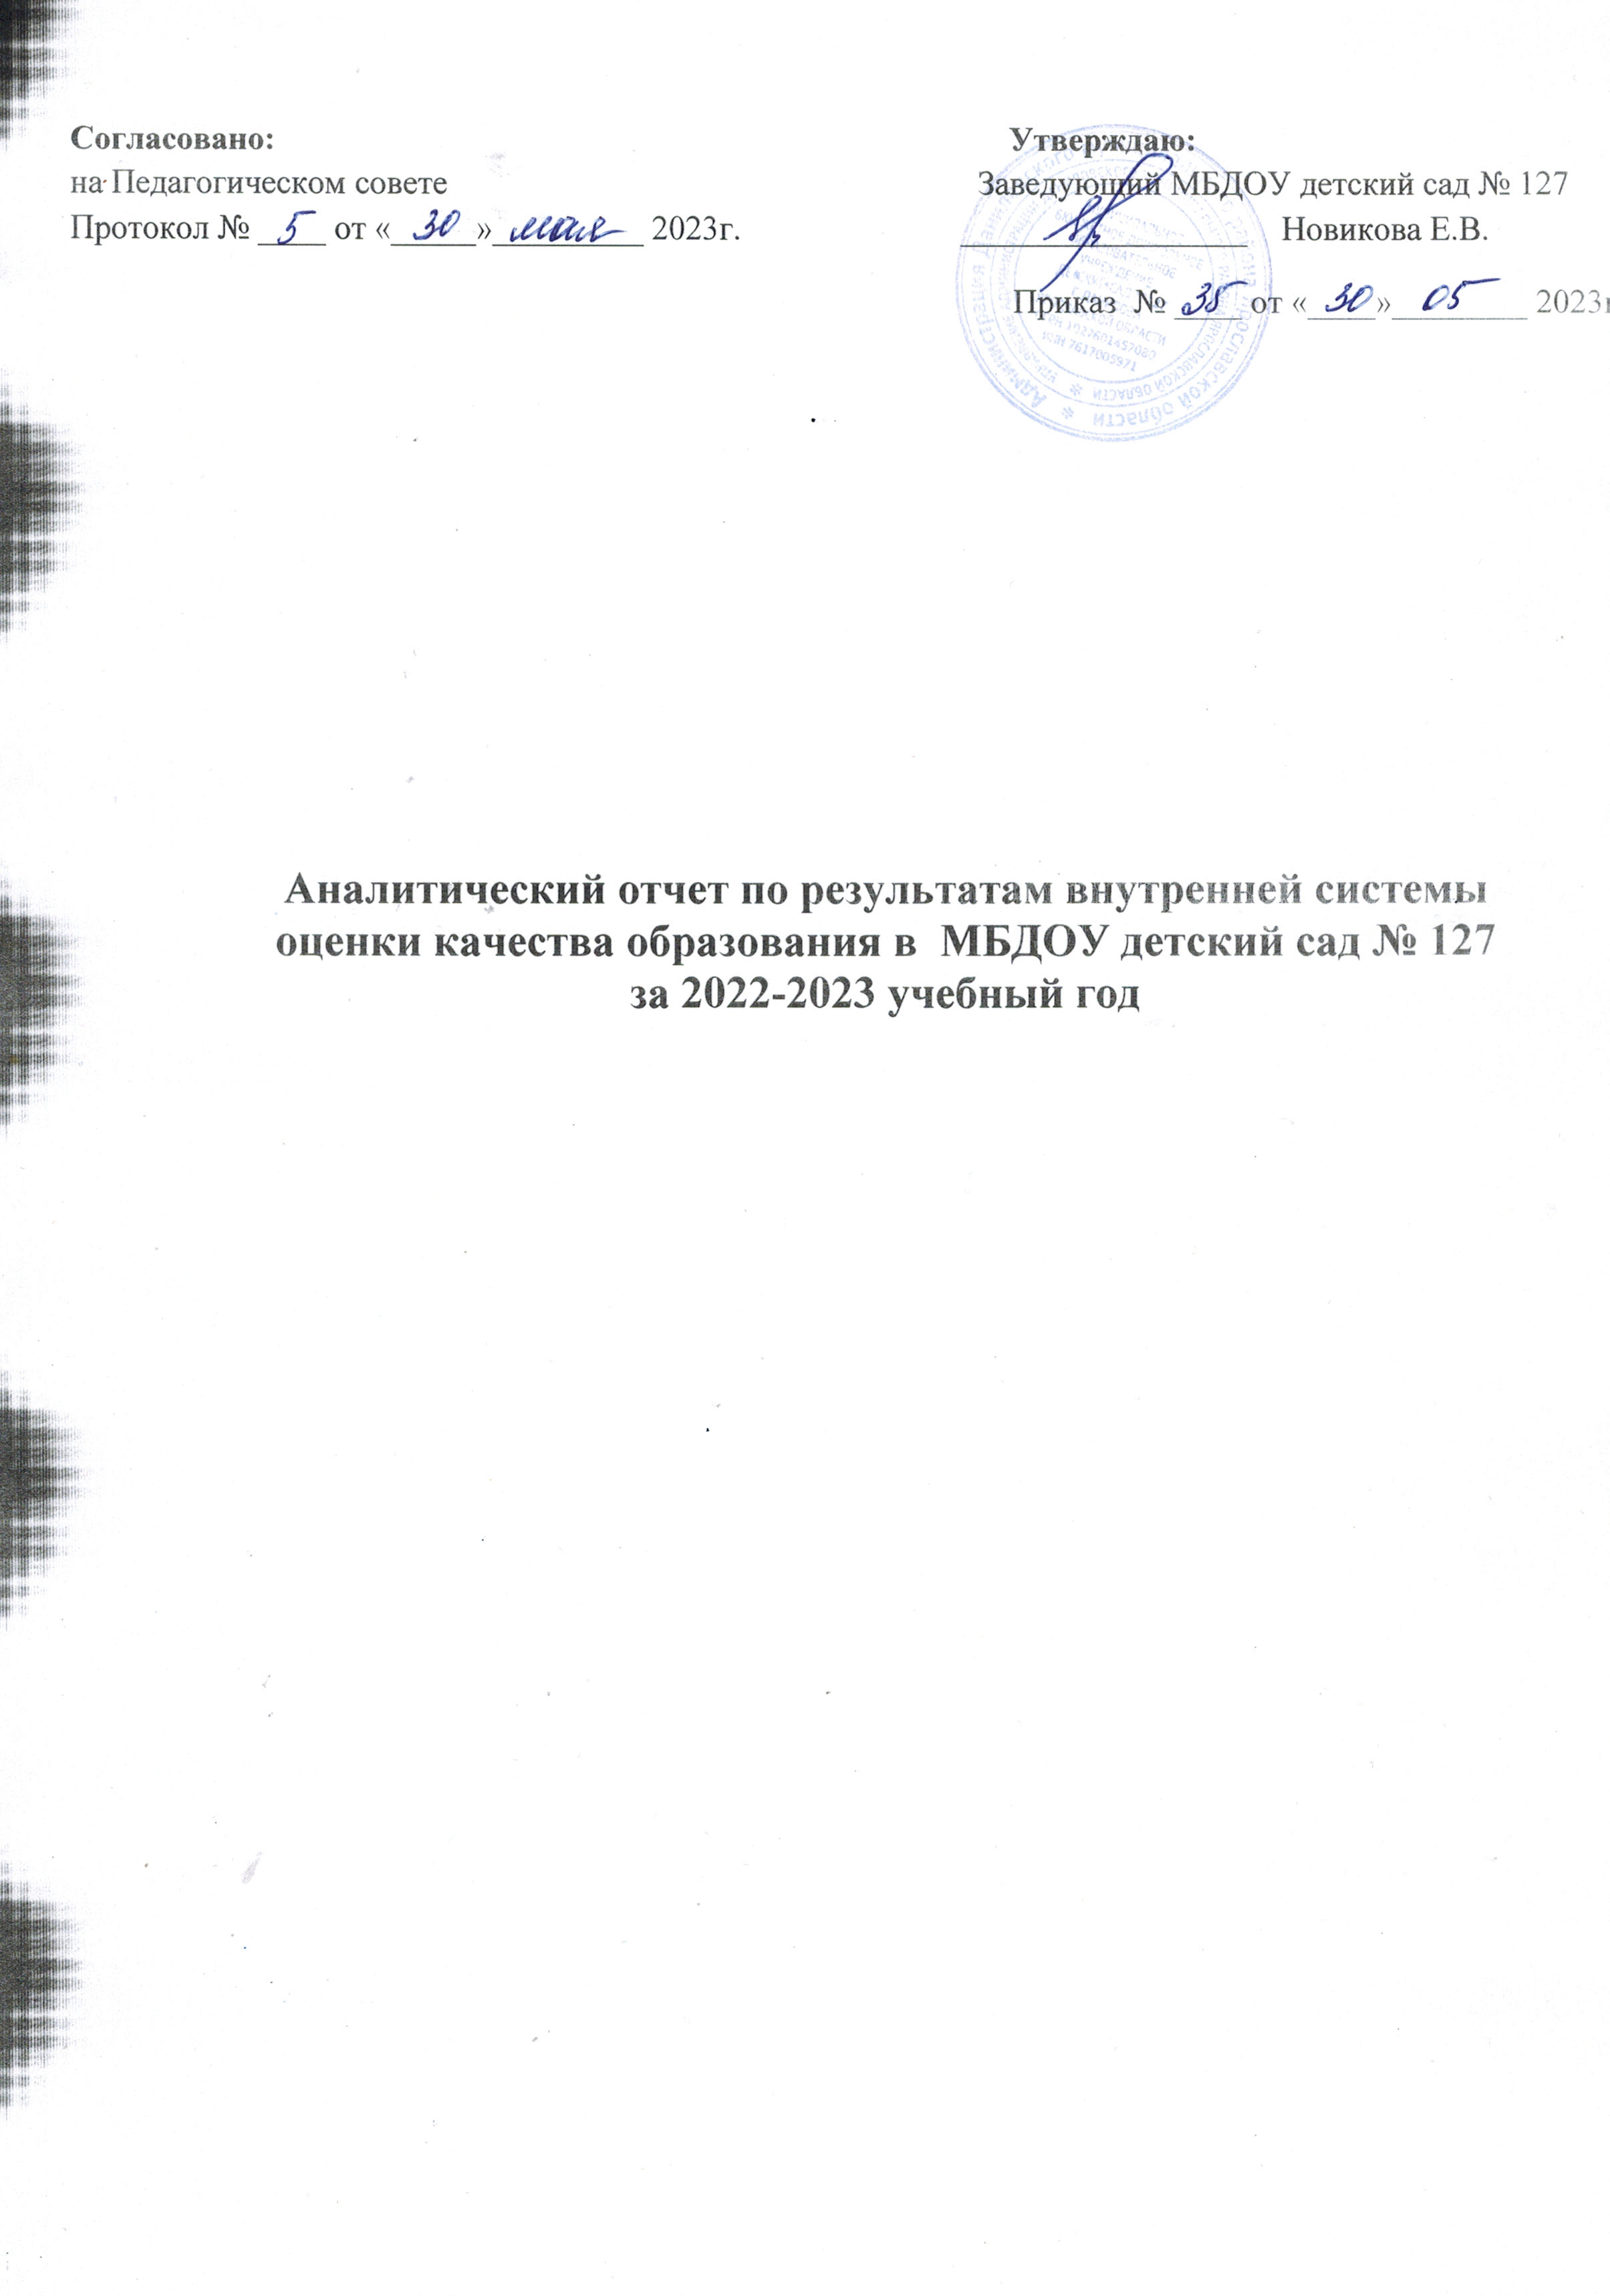 Согласовано:
на Педагогическом совете
Протокол № 5 от «30» мая 2023г.
Утверждаю:
Заведующий МБДОУ детский сад № 127
Новикова Е.В.
Приказ № 35 от «30» 05 2023г
ИНН 7617005971
Аналитический отчет по результатам внутренней системы
оценки качества образования в МБДОУ детский сад № 127
за 2022-2023 учебный год